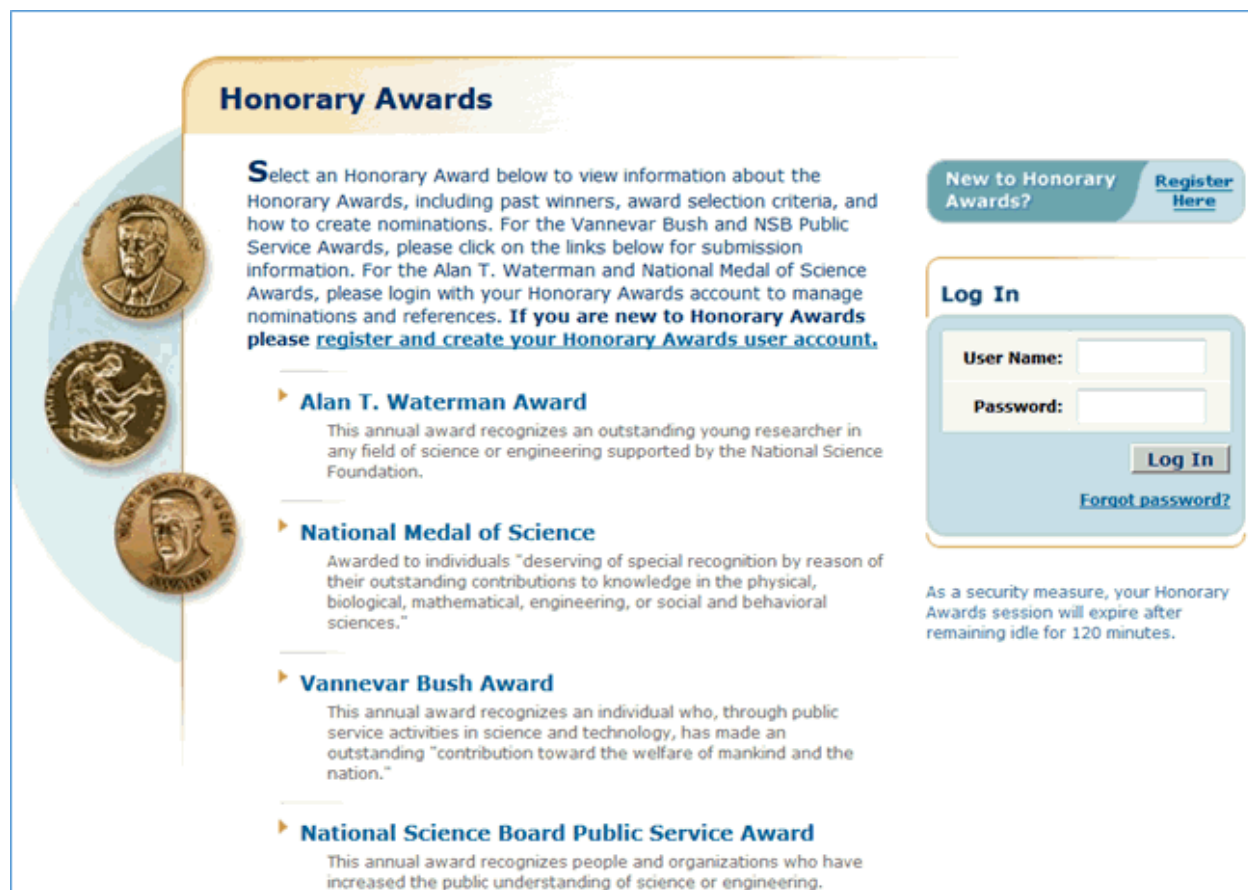 Honorary Awards
Select an Honorary Award below to view information about the
Honorary Awards, including past winners, award selection criteria, and
how to create nominations. For the Vannevar Bush and NSB Public
Service Awards, please click on the links below for submission
information. For the Alan T. Waterman and National Medal of Science
Awards, please login with your Honorary Awards account to manage
nominations and references. If you are new to Honorary Awards
please register and create your Honorary Awards user account.
Alan T. Waterman Award
This annual award recognizes an outstanding young researcher in
any field of science or engineering supported by the National Science
Foundation.
National Medal of Science
Awarded to individuals "deserving of special recognition by reason of
their outstanding contributions to knowledge in the physical,
biological, mathematical, engineering, or social and behavioral
sciences."
Vannevar Bush Award
This annual award recognizes an individual who, through public
service activities in science and technology, has made an
outstanding "contribution toward the welfare of mankind and the
nation."
National Science Board Public Service Award
This annual award recognizes people and organizations who have
increased the public understanding of science or engineering.
New to Honorary
Awards?
Register
Here
Log In
User Name:
Password:
Log In
Forgot password?
As a security measure, your Honorary
Awards session will expire after
remaining idle for 120 minutes.
VANNEVAR BUSH
AWARD